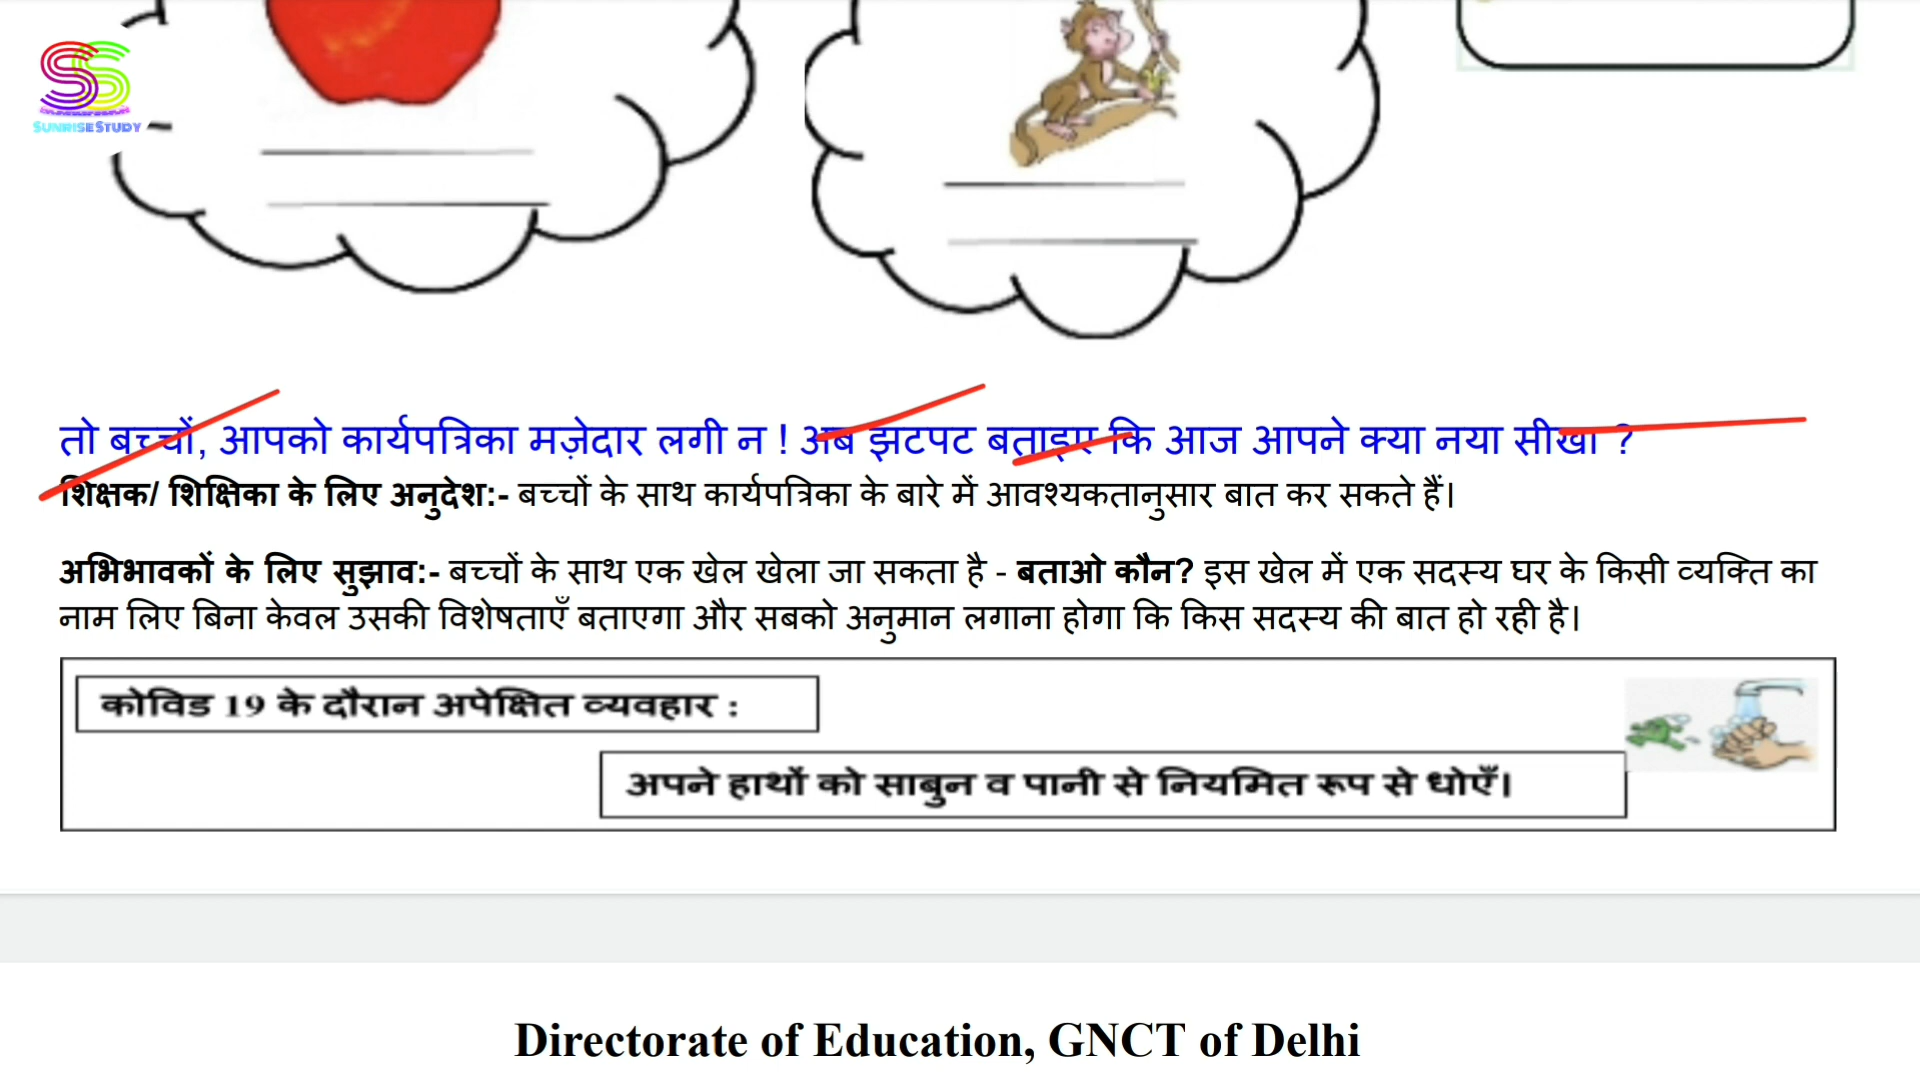 SS
SUNRISESTUDY
तो बच्चों, आपको कार्यपत्रिका मज़ेदार लगी न ! अब झटपट बताइए कि आज आपने क्या नया सीखा ?
शिक्षक/ शिक्षिका के लिए अनुदेश:- बच्चों के साथ कार्यपत्रिका के बारे में आवश्यकतानुसार बात कर सकते हैं।
अभिभावकों के लिए सुझाव:- बच्चों के साथ एक खेल खेला जा सकता है - बताओ कौन? इस खेल में एक सदस्य घर के किसी व्यक्ति का
नाम लिए बिना केवल उसकी विशेषताएँ बताएगा और सबको अनुमान लगाना होगा कि किस सदस्य की बात हो रही है।
कोविड 19 के दौरान अपेक्षित व्यवहार :
अपने हाथों को साबुन व पानी से नियमित रूप से धोएँ।
Directorate of Education, GNCT of Delhi